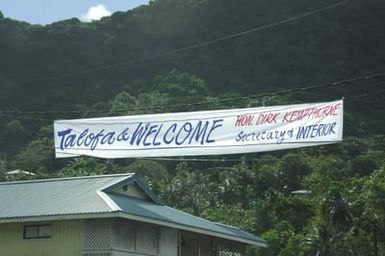 Talofa & WELCOME HON. DIRK KEMPTHORNE
Secretary of INTERIOR